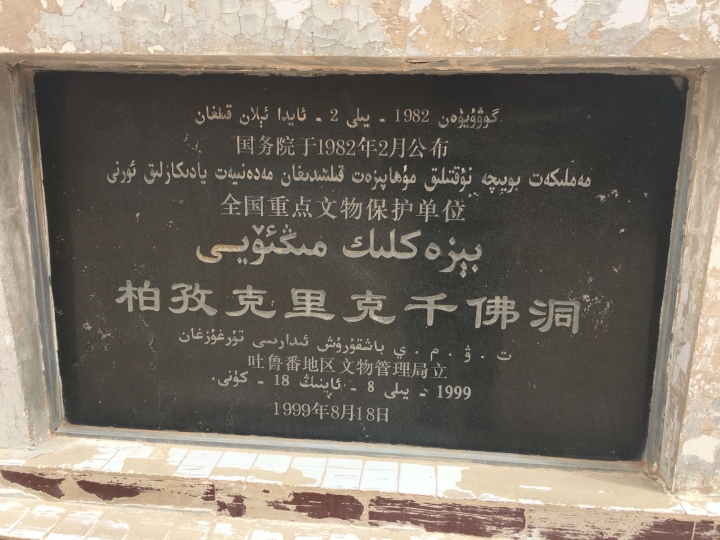 گوۋۇيۈەن 1982 - يىلى 2 - ئايدا ئېلان قىلغان
国务院于1982年2月公布
مەملىكەت بويىچە نۇقتىلىق مۇھاپىزەت قىلىشدىغان مەدەنىيەت يادىكارلىق ئورنى
全国重点文物保护单位
بېزەكلىك مىڭئۆيى
柏孜克里克千佛洞
ت . ۋ . م . ي باشقۇرۇش ئىدارىسى تۇرغۇزغان
吐鲁番地区文物管理局立
1999 - يىلى 8 - ئاينىڭ 18 - كۈنى
1999年8月18日